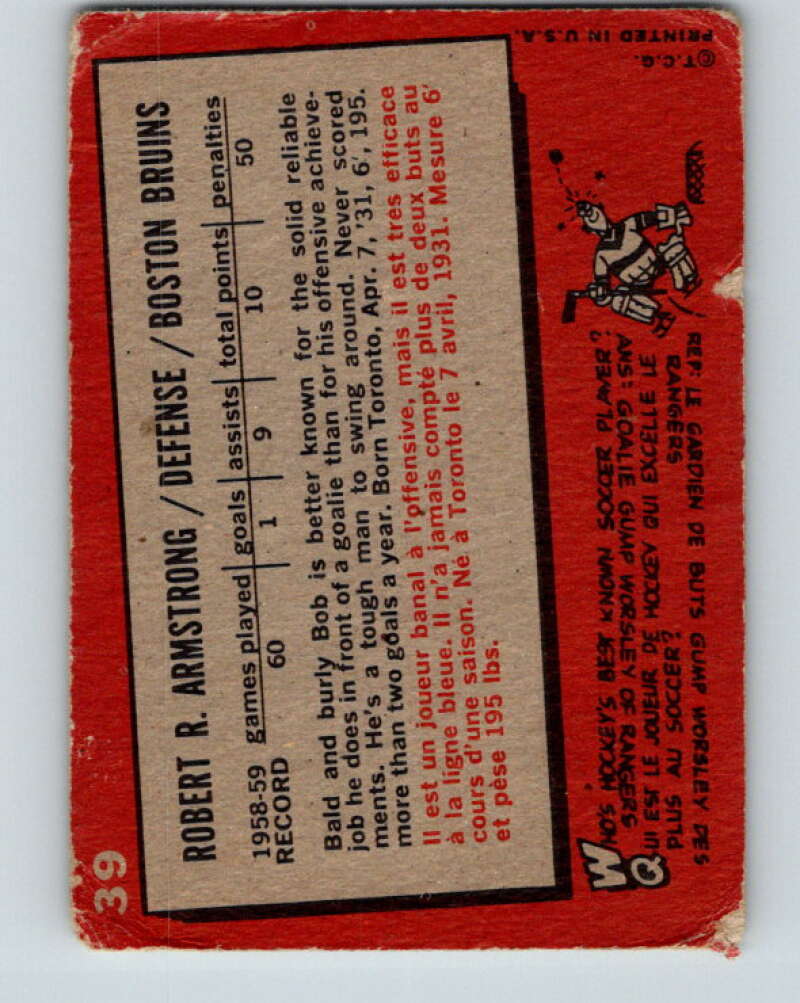 39
ROBERT R. ARMSTRONG / DEFENSE / BOSTON BRUINS
1958-59 games played goals assists total points penalties
RECORD 60 1 9 10 50
Bald and burly Bob is better known for the solid reliable
job he does in front of a goalie than for his offensive achieve-
ments. He's a tough man to swing around. Never scored
more than two goals a year. Born Toronto, Apr. 7, '31, 6', 195.
Il est un joueur banal à l'offensive, mais il est tres efficace
à la ligne bleue. Il n'a jamais compté plus de deux buts au
cours d'une saison. Né à Toronto le 7 avril, 1931. Mesure 6'
et pèse 195 lbs.
WHO'S HOCKEY'S BEST KNOWN SOCCER PLAYER?
ANS: GOALIE GUMP WORSLEY OF RANGERS
QUI EST LE JOUEUR DE HOCKEY QUI EXCELLE LE
PLUS AU SOCCER?
REP: LE GARDIEN DE BUTS GUMP WORSLEY DES
RANGERS
© T.C.G.
PRINTED IN U.S.A.